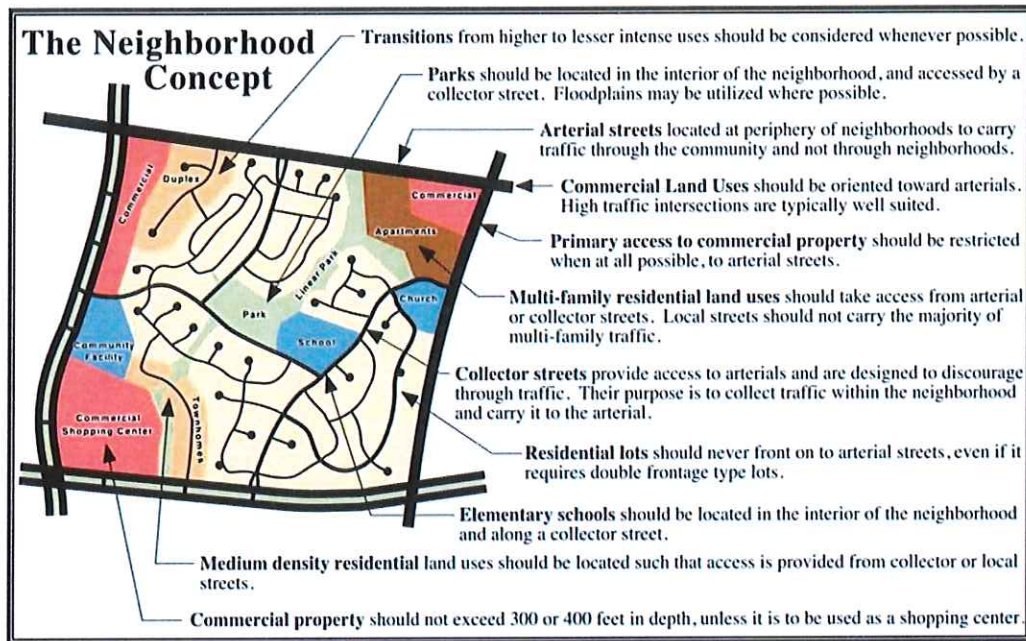 The Neighborhood
Concept
Transitions from higher to lesser intense uses should be considered whenever possible.
Parks should be located in the interior of the neighborhood, and accessed by a
collector street. Floodplains may be utilized where possible.
Arterial streets located at periphery of neighborhoods to carry
traffic through the community and not through neighborhoods.
Commercial Land Uses should be oriented toward arterials.
High traffic intersections are typically well suited.
Primary access to commercial property should be restricted
when at all possible, to arterial streets.
Multi-family residential land uses should take access from arterial
or collector streets. Local streets should not carry the majority of
multi-family traffic.
Collector streets provide access to arterials and are designed to discourage
through traffic. Their purpose is to collect traffic within the neighborhood
and carry it to the arterial.
Residential lots should never front on to arterial streets, even if it
requires double frontage type lots.
Elementary schools should be located in the interior of the neighborhood
and along a collector street.
Medium density residential land uses should be located such that access is provided from collector or local
streets.
Commercial property should not exceed 300 or 400 feet in depth, unless it is to be used as a shopping center.
Commercial
Duplex
Commercial
Apartments
Linear Park
Church
Park
School
Community
Facility
Townhomes
Commercial
Shopping Center